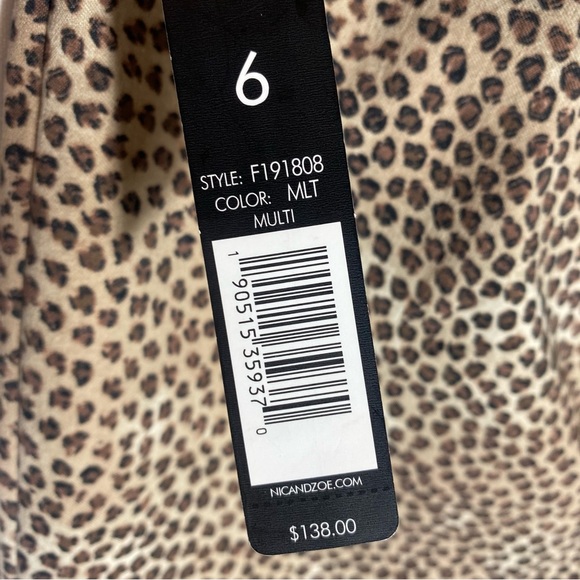 6
STYLE: F191808
COLOR: MLT
MULTI
1 90515 35937 0
NICANDZOE.COM
$138.00